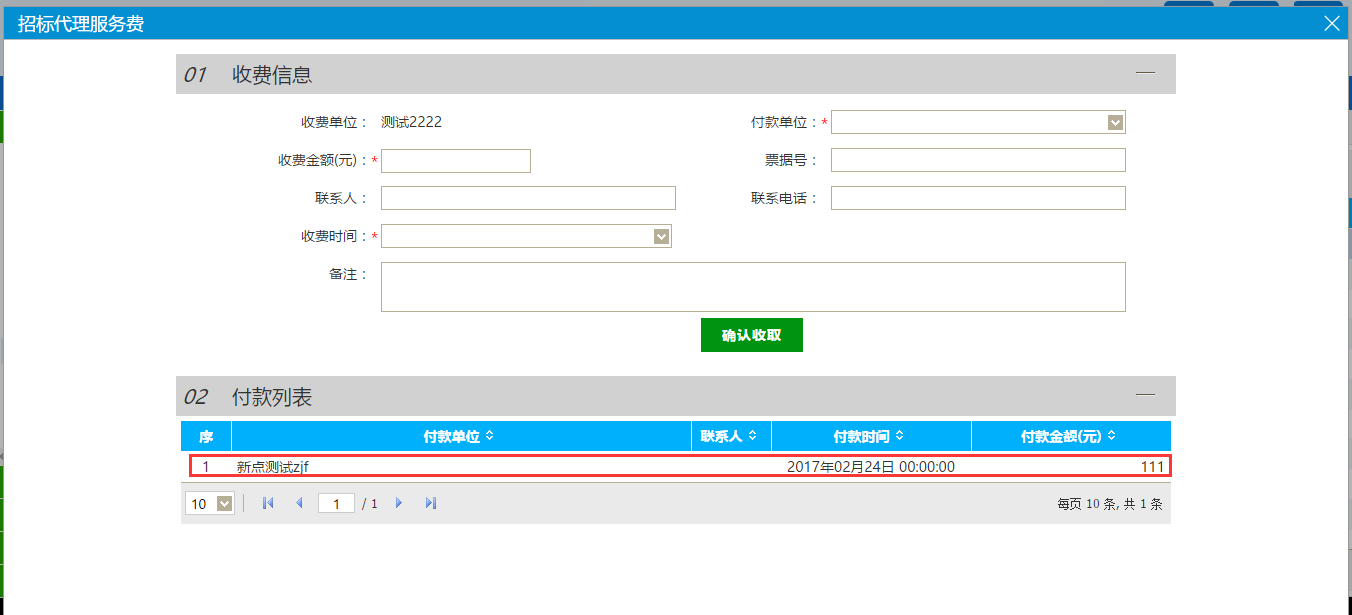 招标代理服务费
01 收费信息
收费单位： 测试2222 付款单位：*
收费金额(元)：* 票据号：
联系人： 联系电话：
收费时间：*
备注：
确认收取
02 付款列表
序 付款单位 联系人 付款时间 付款金额(元)
1 新点测试zjf 2017年02月24日 00:00:00 111
10 1 / 1 每页 10 条, 共 1 条